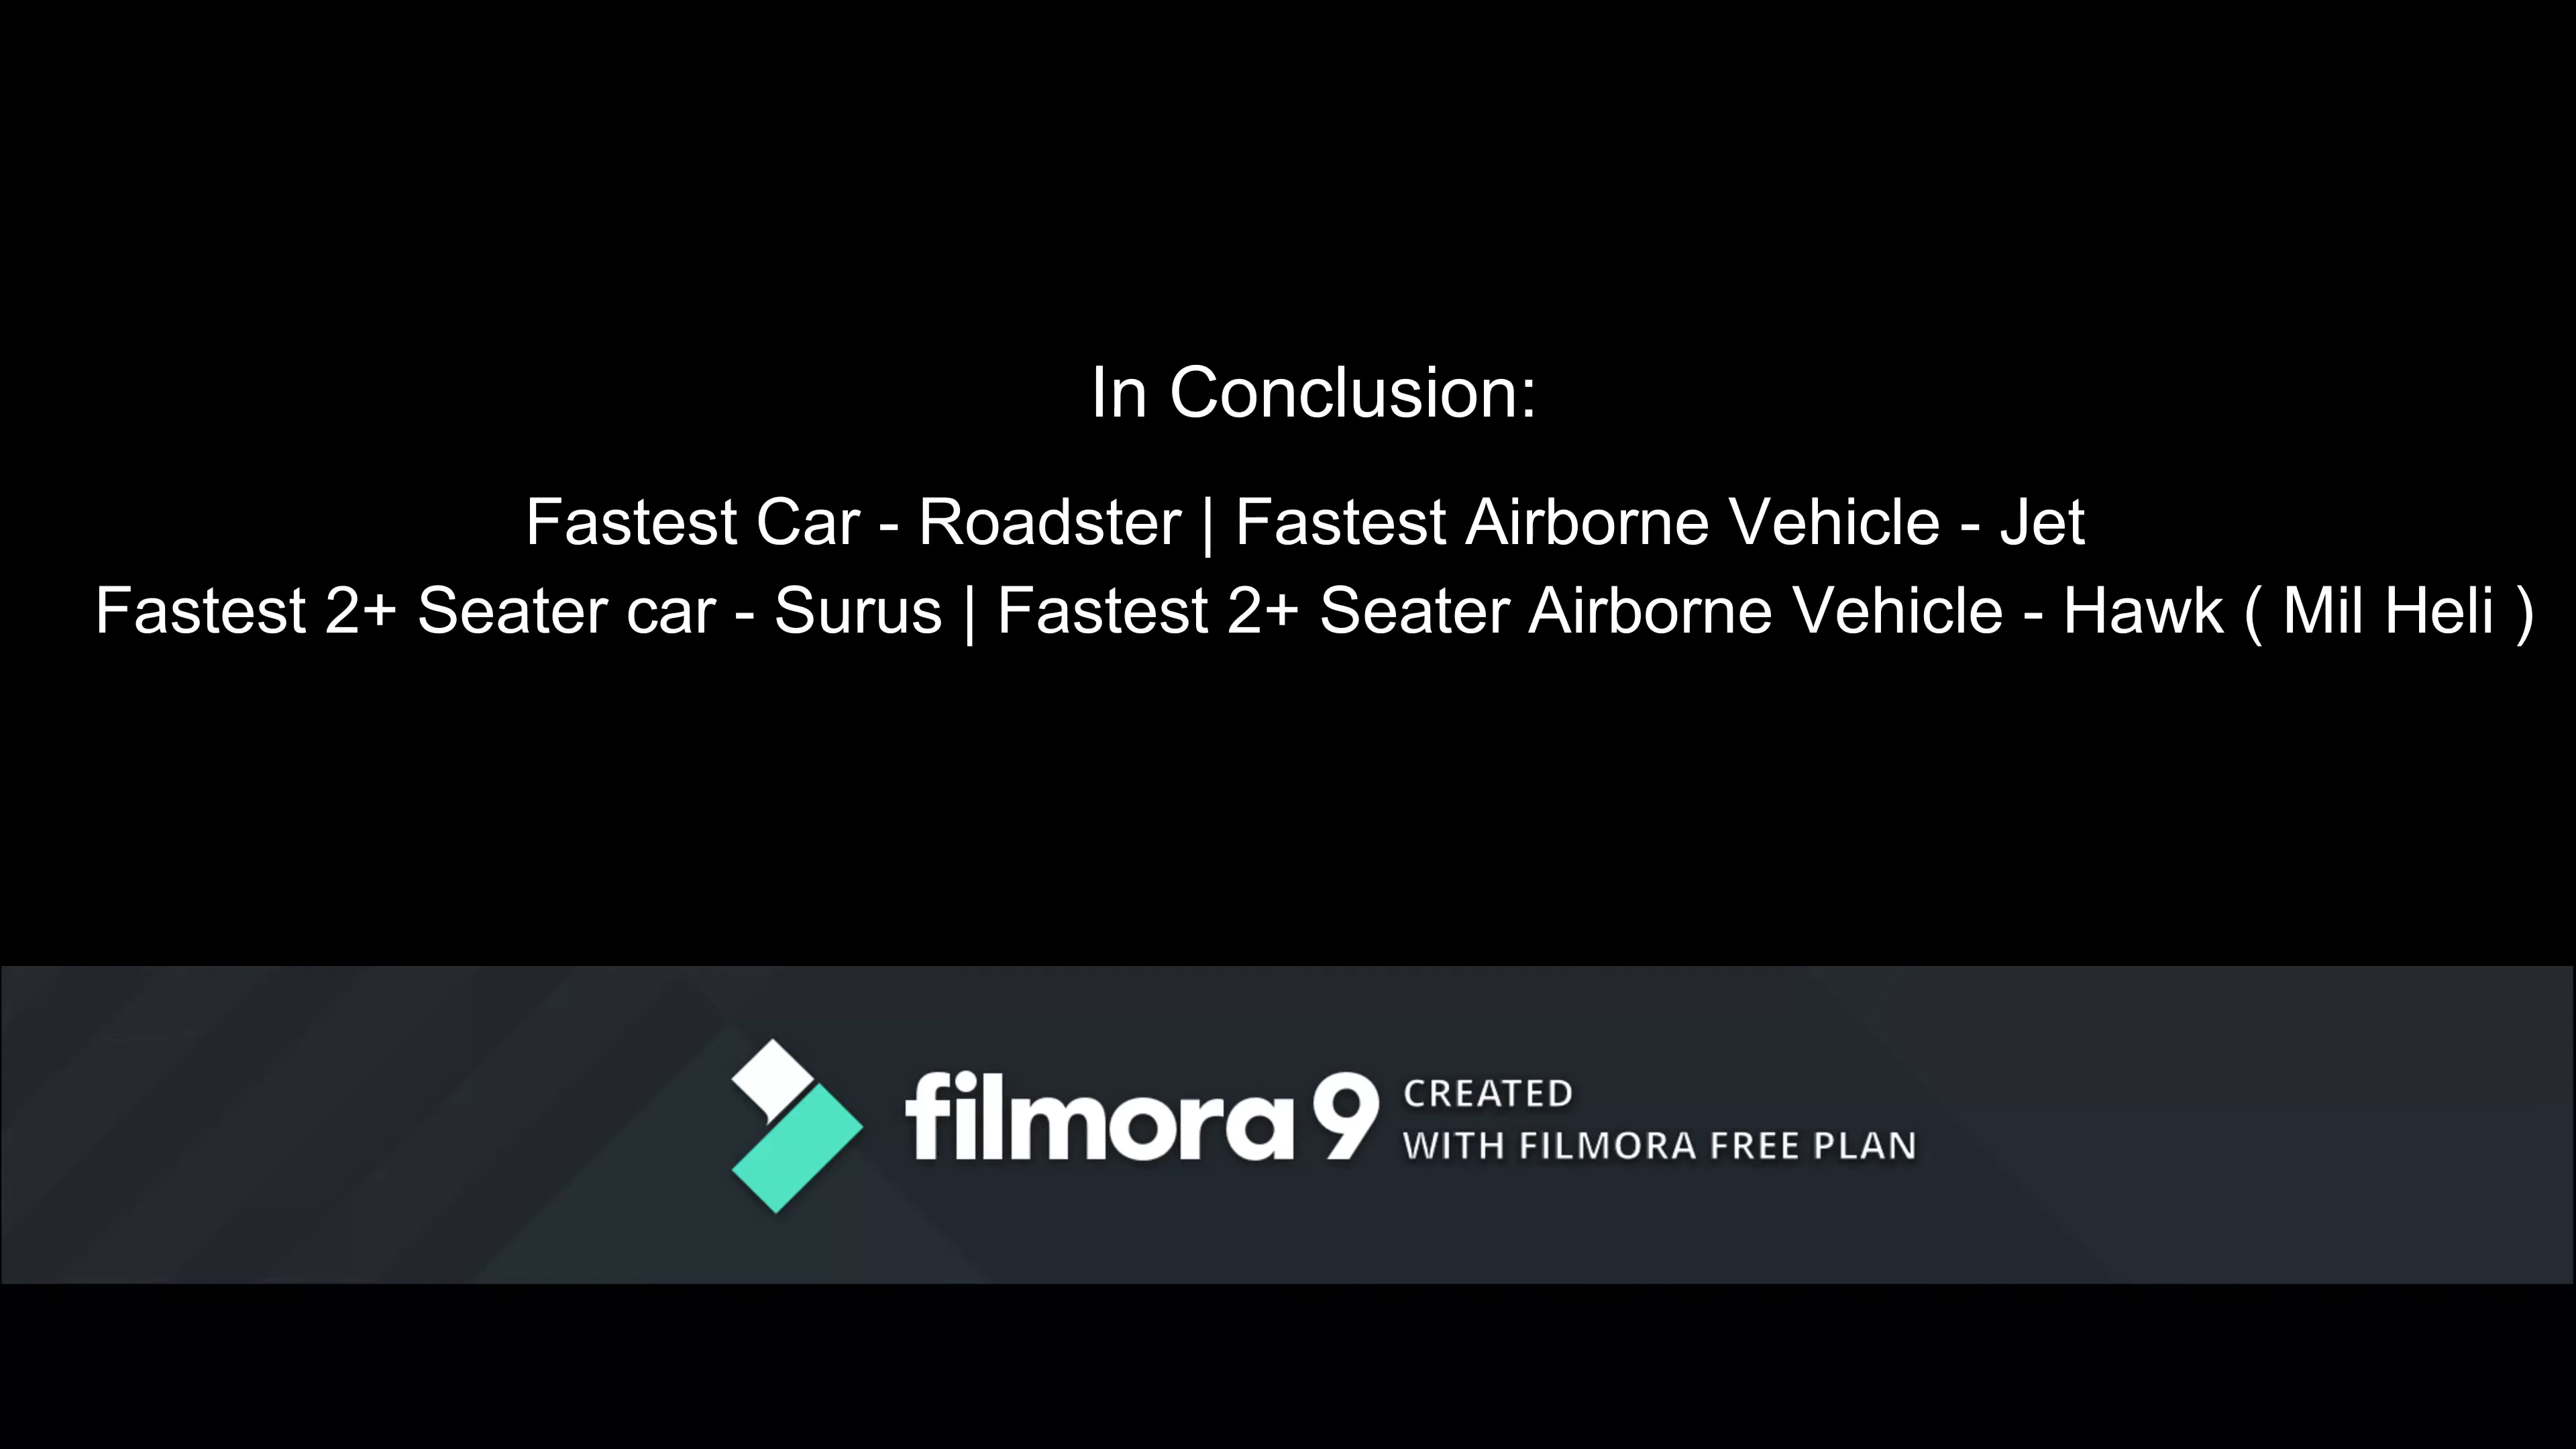 In Conclusion:
Fastest Car - Roadster | Fastest Airborne Vehicle - Jet
Fastest 2+ Seater car - Surus | Fastest 2+ Seater Airborne Vehicle - Hawk ( Mil Heli )
filmora 9 CREATED
WITH FILMORA FREE PLAN